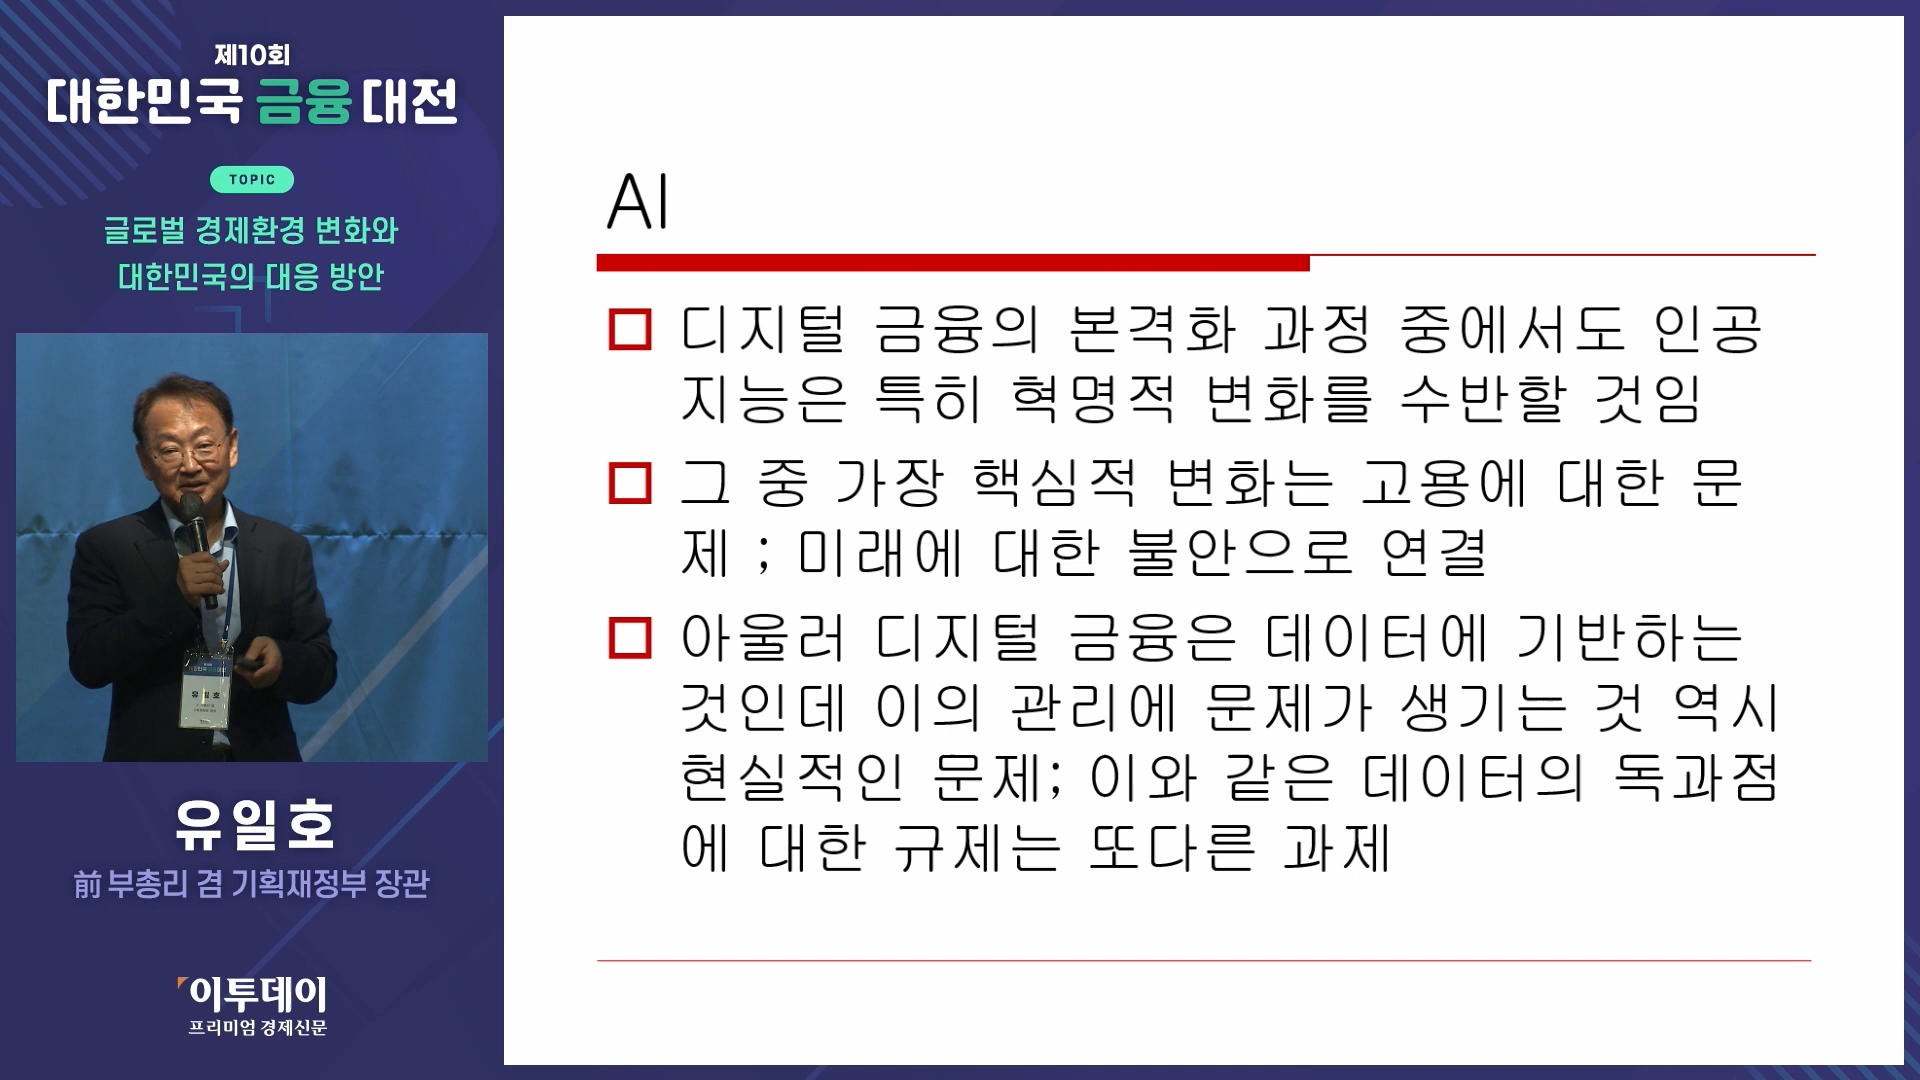 제10회
대한민국 금융대전
TOPIC
글로벌 경제환경 변화와
대한민국의 대응 방안
유 일 호
유일호
前 부총리 겸 기획재정부 장관
이투데이
프리미엄 경제신문
AI
디지털 금융의 본격화 과정 중에서도 인공
지능은 특히 혁명적 변화를 수반할 것임
그 중 가장 핵심적 변화는 고용에 대한 문
제 ; 미래에 대한 불안으로 연결
아울러 디지털 금융은 데이터에 기반하는
것인데 이의 관리에 문제가 생기는 것 역시
현실적인 문제; 이와 같은 데이터의 독과점
에 대한 규제는 또다른 과제